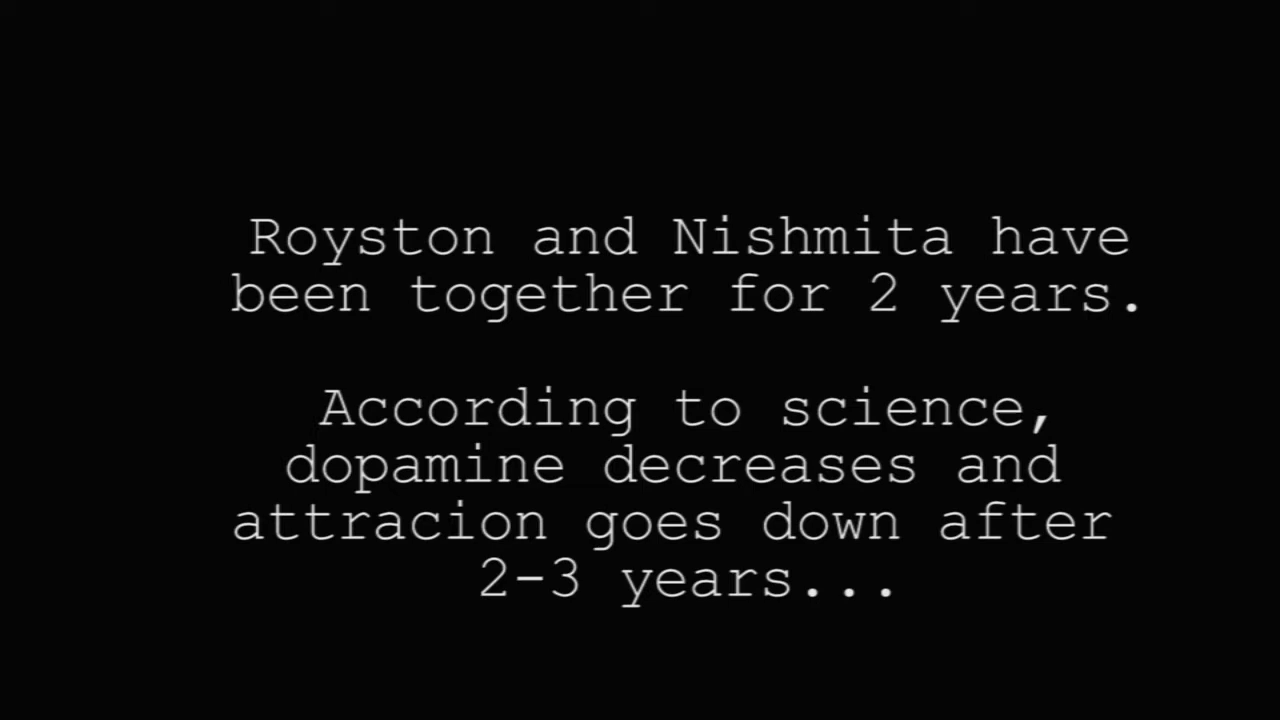 Royston and Nishmita have
been together for 2 years.
According to science,
dopamine decreases and
attracion goes down after
2-3 years...